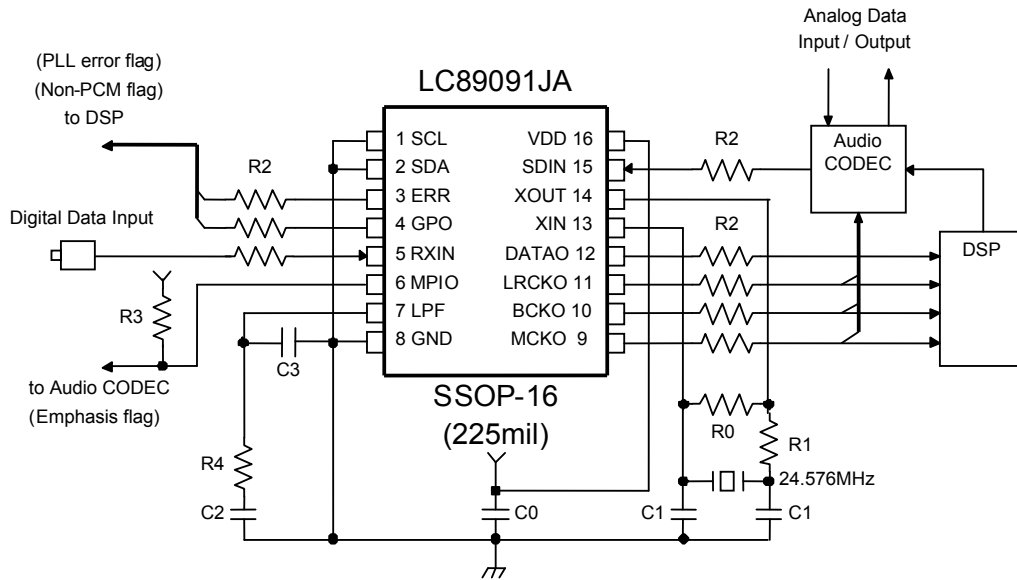 Analog Data
Input / Output
(PLL error flag)
(Non-PCM flag)
to DSP
LC89091JA
1 SCL
2 SDA
3 ERR
4 GPO
5 RXIN
6 MPIO
7 LPF
8 GND
VDD 16
SDIN 15
XOUT 14
XIN 13
DATAO 12
LRCKO 11
BCKO 10
MCKO 9
R2
R2
R2
Audio
CODEC
DSP
Digital Data Input
R3
C3
to Audio CODEC
(Emphasis flag)
SSOP-16
(225mil)
R0
R1
R4
24.576MHz
C2
C0
C1
C1